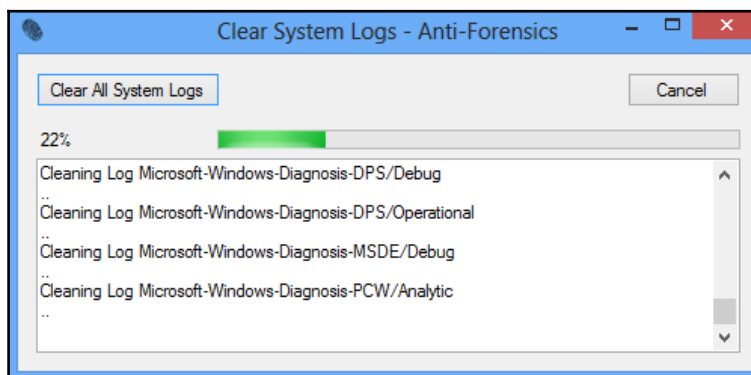 Clear System Logs - Anti-Forensics
Clear All System Logs
Cancel
22%
Cleaning Log Microsoft-Windows-Diagnosis-DPS/Debug
..
Cleaning Log Microsoft-Windows-Diagnosis-DPS/Operational
..
Cleaning Log Microsoft-Windows-Diagnosis-MSDE/Debug
..
Cleaning Log Microsoft-Windows-Diagnosis-PCW/Analytic
..